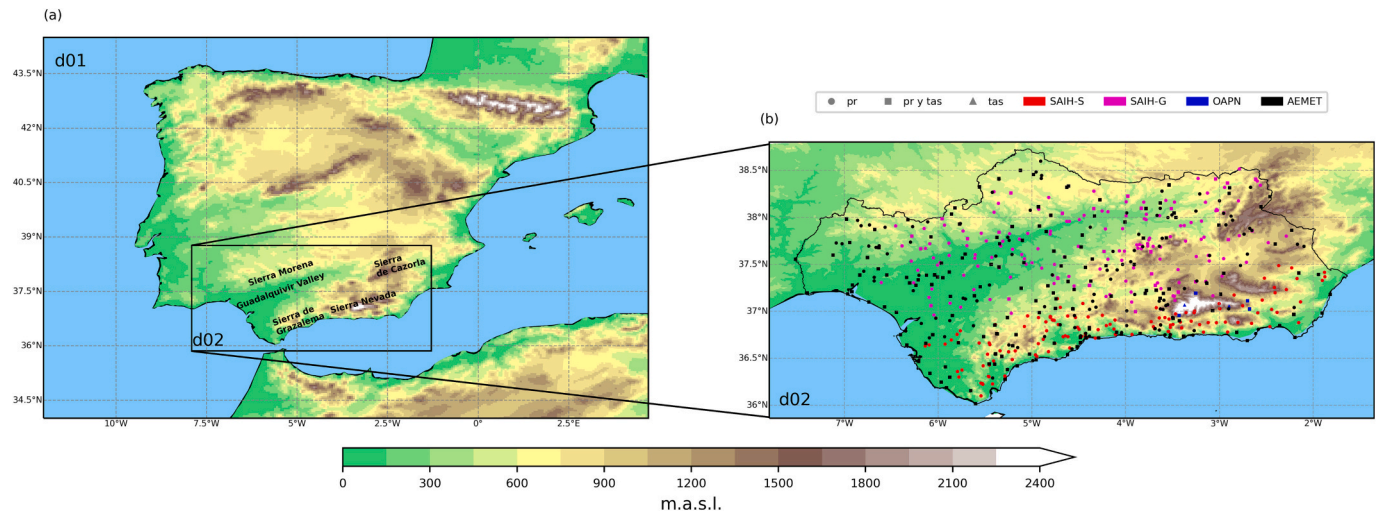 (a)
d01
43.5°N
42°N
40.5°N
39°N
37.5°N
36°N
34.5°N
10°W
7.5°W
5°W
2.5°W
0°
2.5°E
Sierra Morena
Guadalquivir Valley
Sierra
de Cazorla
Sierra Nevada
Sierra de
Grazalema
d02
pr
pr y tas
tas
SAIH-S
SAIH-G
OAPN
AEMET
(b)
38.5°N
38°N
37.5°N
37°N
36.5°N
36°N
d02
7°W
6°W
5°W
4°W
3°W
2°W
0
300
600
900
1200
1500
1800
2100
2400
m.a.s.l.